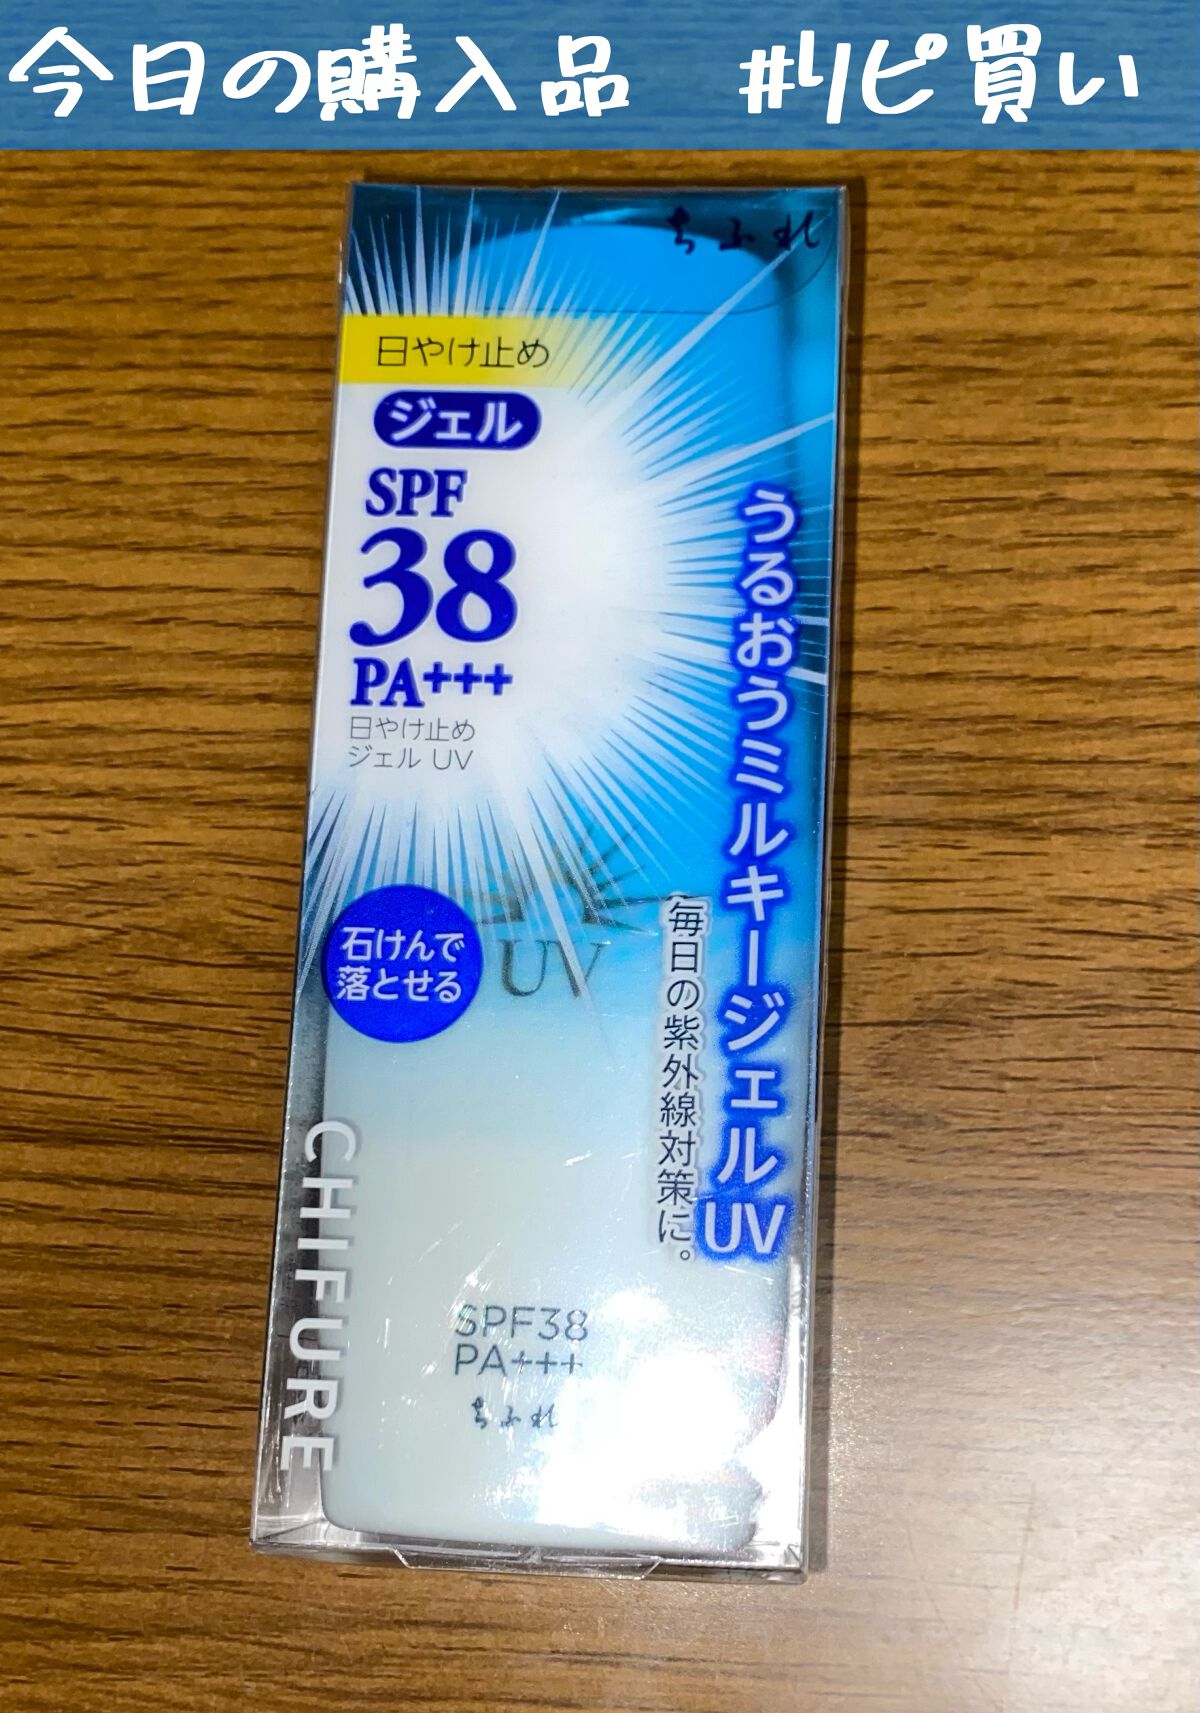 今日の購入品 #リピ買い
ちふれ
日やけ止め
ジェル
SPF
38
PA+++
日やけ止め
ジェル UV
うるおうミルキージェルUV
毎日の紫外線対策に。
石けんで
落とせる
UV
CHIFURE
SPF38
PA+++
ちふれ